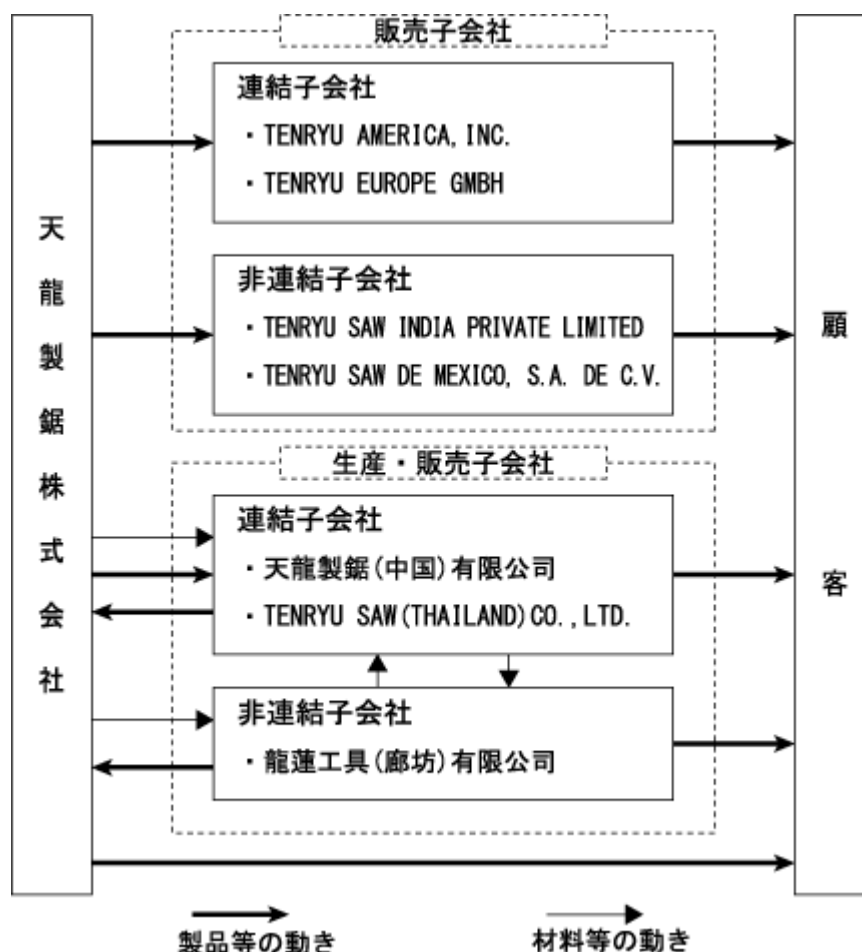 販売子会社
連結子会社
・TENRYU AMERICA, INC.
・TENRYU EUROPE GMBH
非連結子会社
・TENRYU SAW INDIA PRIVATE LIMITED
・TENRYU SAW DE MEXICO, S.A. DE C.V.
天龍製鋸株式会社
顧客
生産・販売子会社
連結子会社
・天龍製鋸(中国)有限公司
・TENRYU SAW(THAILAND)CO.,LTD.
非連結子会社
・龍蓮工具(廊坊)有限公司
製品等の動き
材料等の動き